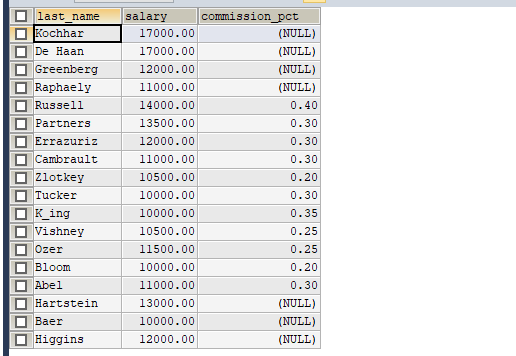 last_name salary commission_pct
Kochhar 17000.00 (NULL)
De Haan 17000.00 (NULL)
Greenberg 12000.00 (NULL)
Raphaely 11000.00 (NULL)
Russell 14000.00 0.40
Partners 13500.00 0.30
Errazuriz 12000.00 0.30
Cambrault 11000.00 0.30
Zlotkey 10500.00 0.20
Tucker 10000.00 0.30
K_ing 10000.00 0.35
Vishney 10500.00 0.25
Ozer 11500.00 0.25
Bloom 10000.00 0.20
Abel 11000.00 0.30
Hartstein 13000.00 (NULL)
Baer 10000.00 (NULL)
Higgins 12000.00 (NULL)